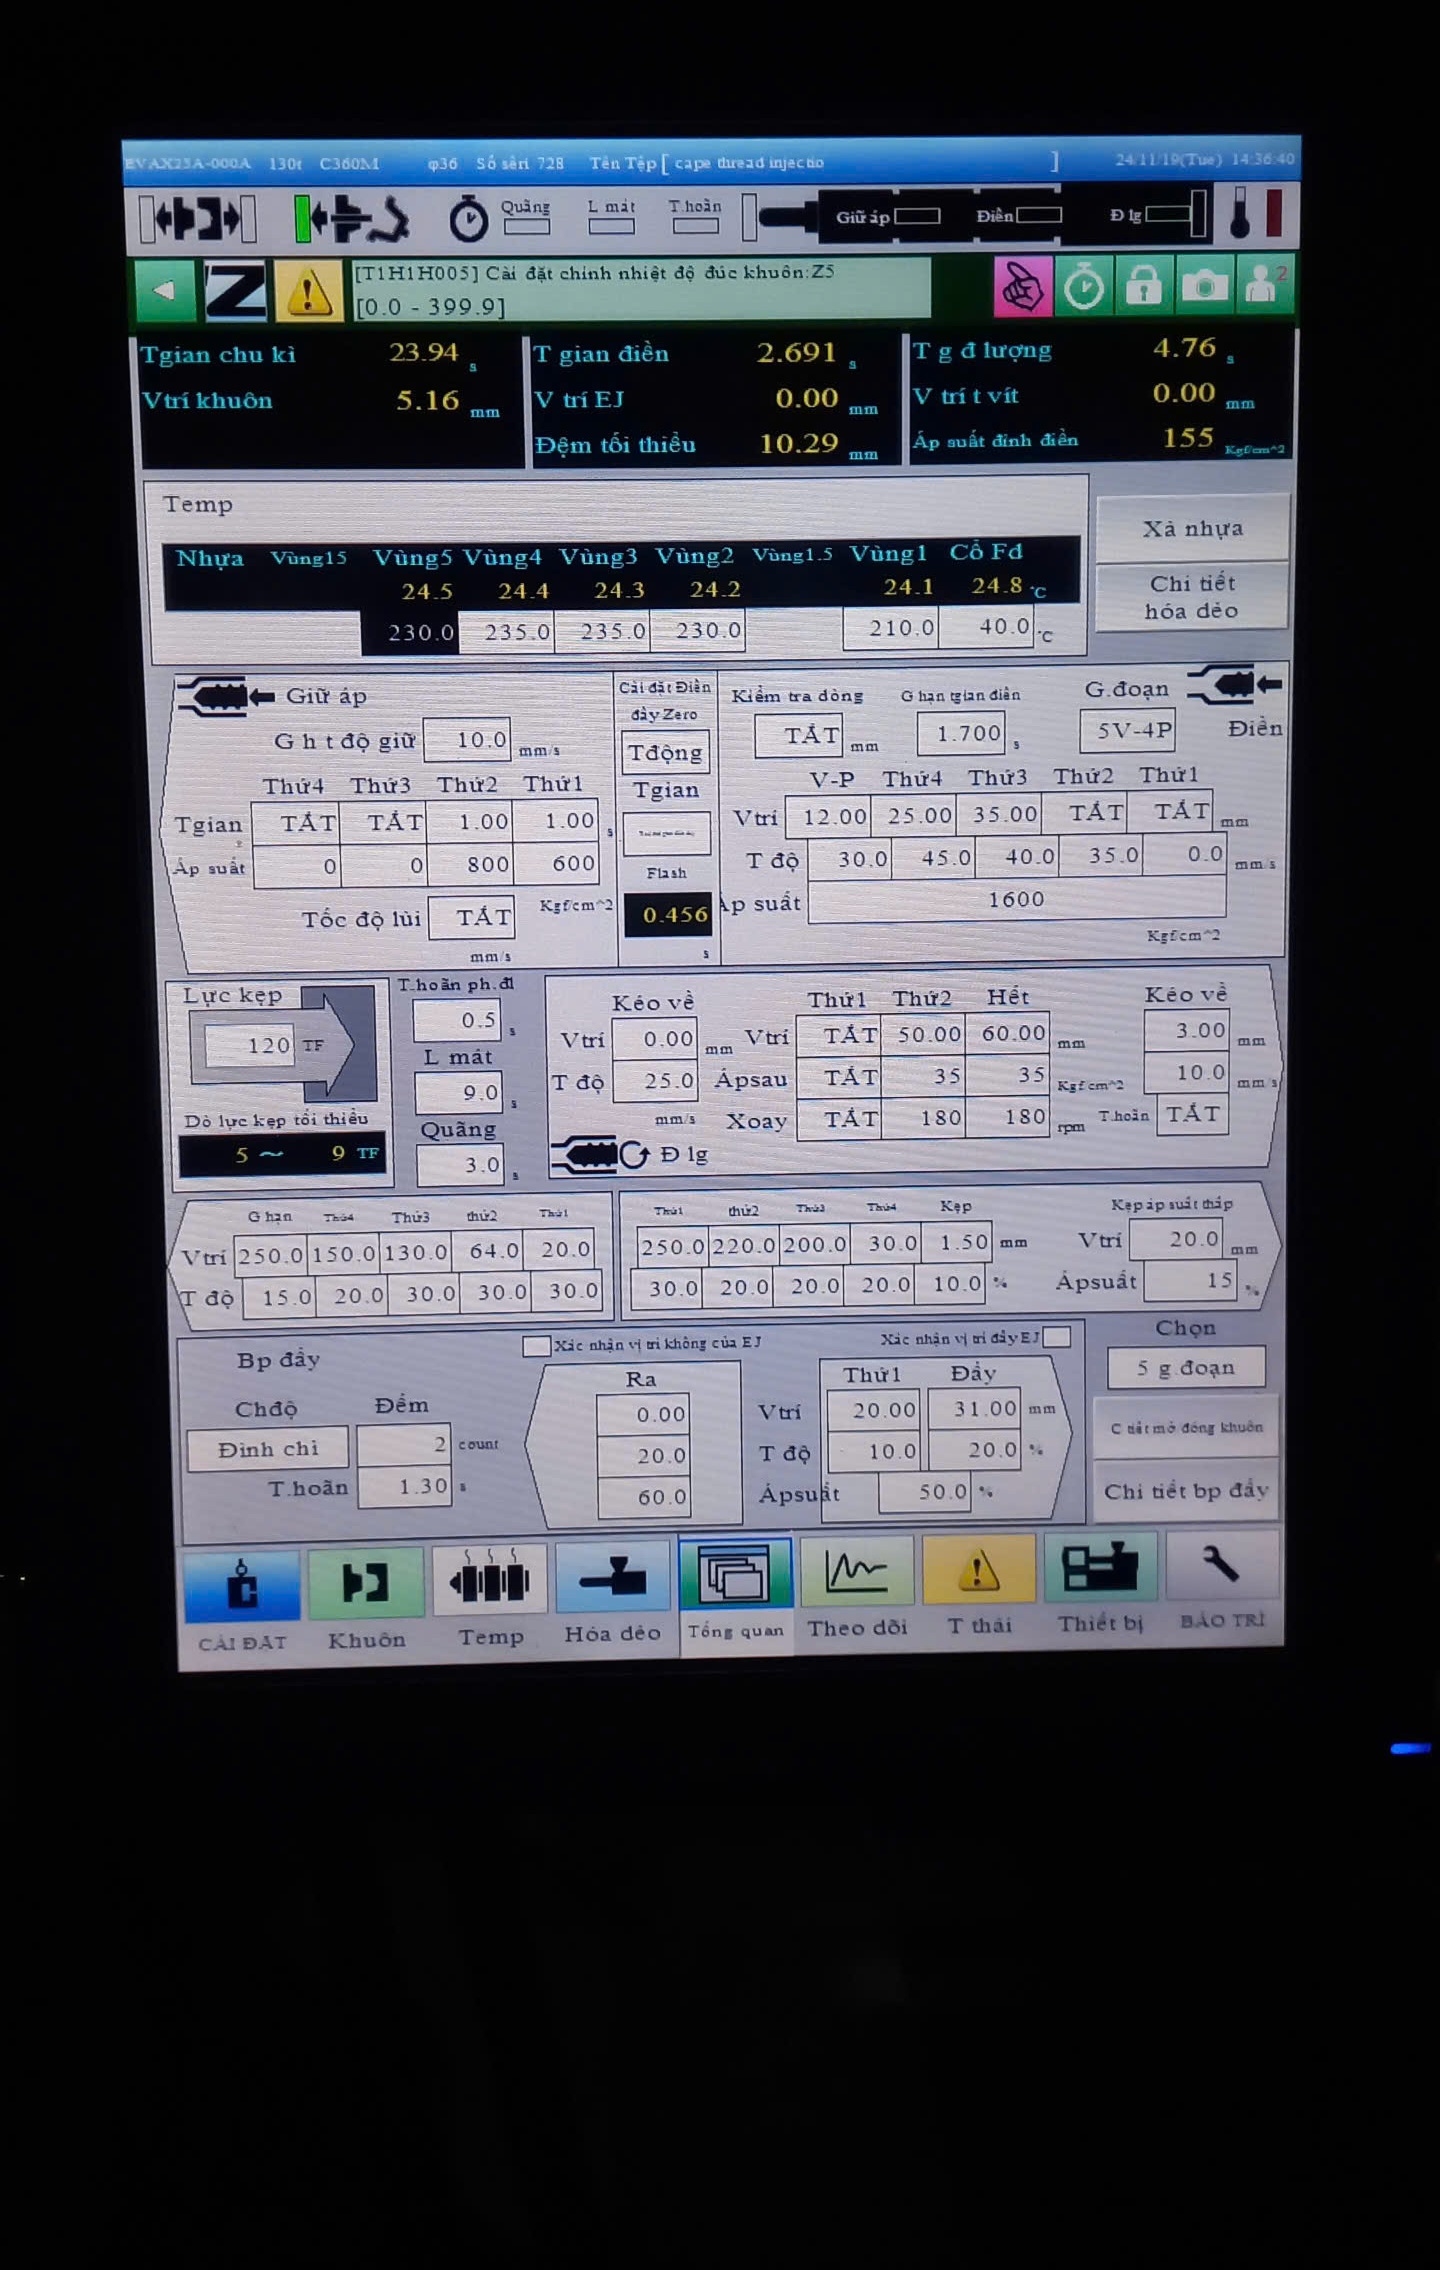 EVAX25A-000A 130t C360M φ36 Số sêri 728 Tên Tệp[ cape thread injectio ] 24/11/19(Tue) 14:36:40
Quãng L mát T.hoãn Giữ áp Điền Đ lg
[T1H1H005] Cài đặt chỉnh nhiệt độ đúc khuôn:Z5
[0.0 - 399.9]
2
Tgian chu kì 23.94 s T gian điền 2.691 s T g đ lượng 4.76 s
Vtrí khuôn 5.16 mm V trí EJ 0.00 mm V trí t vít 0.00 mm
Đệm tối thiểu 10.29 mm Áp suất đỉnh điền 155 Kgf/cm^2
Temp
Xả nhựa
Nhựa Vùng15 Vùng5 Vùng4 Vùng3 Vùng2 Vùng1.5 Vùng1 Cổ Fd
24.5 24.4 24.3 24.2 24.1 24.8 °C
Chi tiết
hóa dẻo
230.0 235.0 235.0 230.0 210.0 40.0 °C
Giữ áp
Cài đặt Điền
đầy Zero
Kiểm tra dòng G hạn tgian điền G.đoạn
G h t độ giữ 10.0 mm/s Tđộng TẮT mm 1.700 s 5V-4P Điền
Thứ4 Thứ3 Thứ2 Thứ1 Tgian V-P Thứ4 Thứ3 Thứ2 Thứ1
Tgian TẮT TẮT 1.00 1.00 s Vtrí 12.00 25.00 35.00 TẮT TẮT mm
Áp suất 0 0 800 600 Flash T độ 30.0 45.0 40.0 35.0 0.0 mm/s
Tốc độ lùi TẮT Kgf/cm^2 0.456 Áp suất 1600
mm/s s Kgf/cm^2
Lực kẹp T.hoãn ph.đl Kéo về Thứ1 Thứ2 Hết Kéo về
0.5 s
120 TF Vtrí 0.00 mm Vtrí TẮT 50.00 60.00 mm 3.00 mm
L mát
9.0 s T độ 25.0 Ápsau TẮT 35 35 Kgf/cm^2 10.0 mm/s
Dò lực kẹp tối thiểu Quãng mm/s Xoay TẮT 180 180 rpm T.hoãn TẮT
5 ~ 9 TF 3.0 s Đ lg
G hạn Thứ4 Thứ3 thứ2 Thứ1 Thứ1 thứ2 Thứ3 Thứ4 Kẹp Kẹp áp suất thấp
Vtrí 250.0 150.0 130.0 64.0 20.0 250.0 220.0 200.0 30.0 1.50 mm Vtrí 20.0 mm
T độ 15.0 20.0 30.0 30.0 30.0 30.0 20.0 20.0 20.0 10.0 % Ápsuất 15 %
Bp đẩy Xác nhận vị trí không của EJ Xác nhận vị trí đẩy EJ Chọn
Ra Thứ1 Đẩy 5 g.đoạn
Chđộ Đếm 0.00 Vtrí 20.00 31.00 mm
Đình chỉ 2 count 20.0 T độ 10.0 20.0 % C tiết mở đóng khuôn
T.hoãn 1.30 s 60.0 Ápsuất 50.0 % Chi tiết bp đẩy
CÀI ĐẶT Khuôn Temp Hóa dẻo Tổng quan Theo dõi T thái Thiết bị BẢO TRÌ